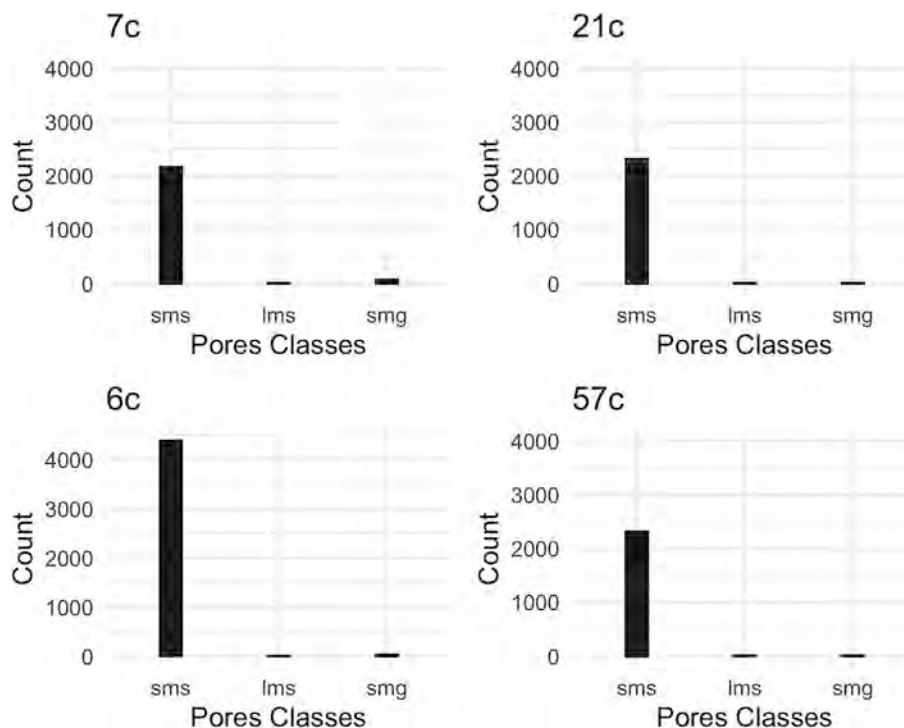 7c
4000
3000
2000
1000
0
Count
sms lms smg
Pores Classes
21c
4000
3000
2000
1000
0
Count
sms lms smg
Pores Classes
6c
4000
3000
2000
1000
0
Count
sms lms smg
Pores Classes
57c
4000
3000
2000
1000
0
Count
sms lms smg
Pores Classes